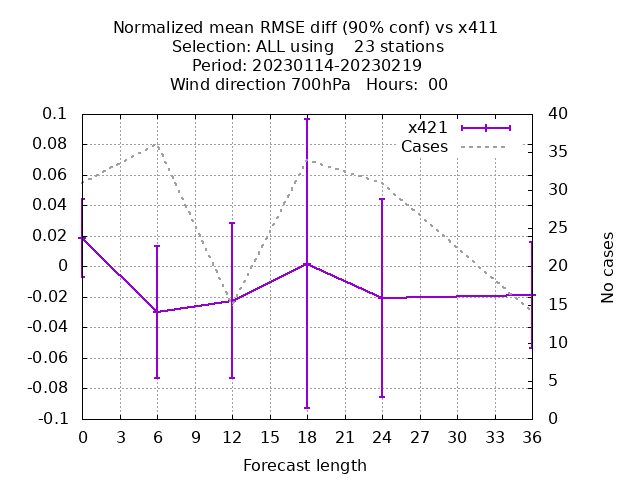 Normalized mean RMSE diff (90% conf) vs x411
Selection: ALL using    23 stations
Period: 20230114-20230219
Wind direction 700hPa   Hours:  00
x421
Cases
0.1
0.08
0.06
0.04
0.02
0
-0.02
-0.04
-0.06
-0.08
-0.1
40
35
30
25
20
15
10
5
0
No cases
0 3 6 9 12 15 18 21 24 27 30 33 36
Forecast length